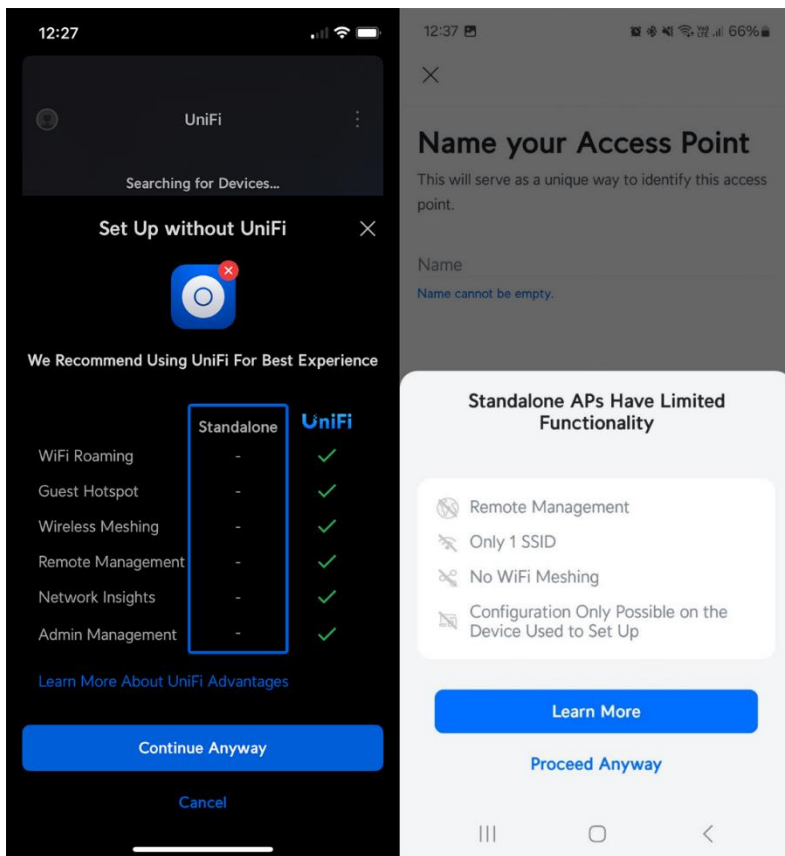 12:27
UniFi
Searching for Devices...
Set Up without UniFi
We Recommend Using UniFi For Best Experience
Standalone UniFi
WiFi Roaming - ✓
Guest Hotspot - ✓
Wireless Meshing - ✓
Remote Management - ✓
Network Insights - ✓
Admin Management - ✓
Learn More About UniFi Advantages
Continue Anyway
Cancel
12:37 66%
Name your Access Point
This will serve as a unique way to identify this access
point.
Name
Name cannot be empty.
Standalone APs Have Limited
Functionality
Remote Management
Only 1 SSID
No WiFi Meshing
Configuration Only Possible on the
Device Used to Set Up
Learn More
Proceed Anyway